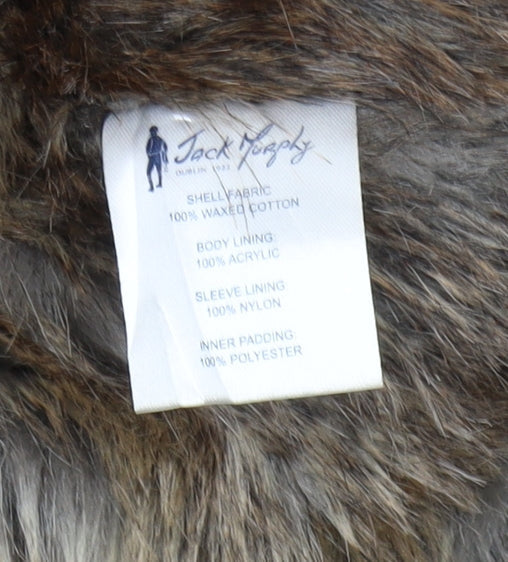 Jack Murphy
DUBLIN 1933
SHELL FABRIC
100% WAXED COTTON
BODY LINING:
100% ACRYLIC
SLEEVE LINING
100% NYLON
INNER PADDING:
100% POLYESTER